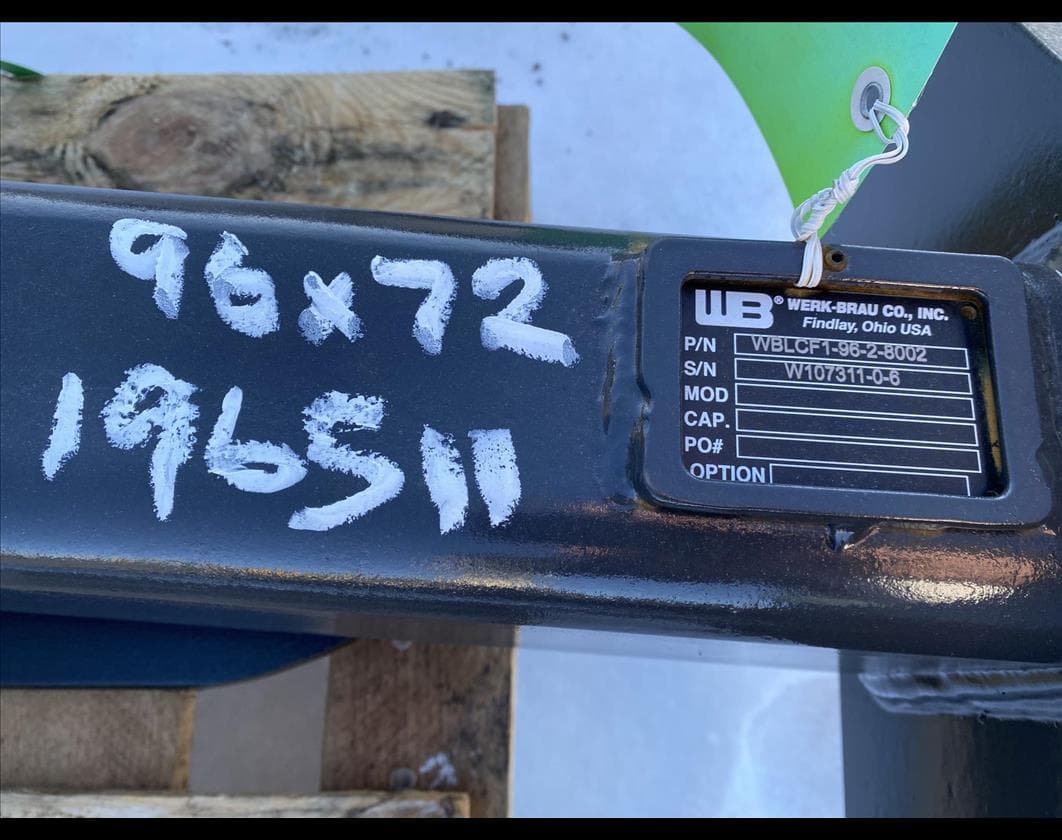 96x72
196511
WB® WERK-BRAU CO., INC.
Findlay, Ohio USA
P/N WBLCF1-96-2-8002
S/N W107311-0-6
MOD
CAP.
PO#
OPTION